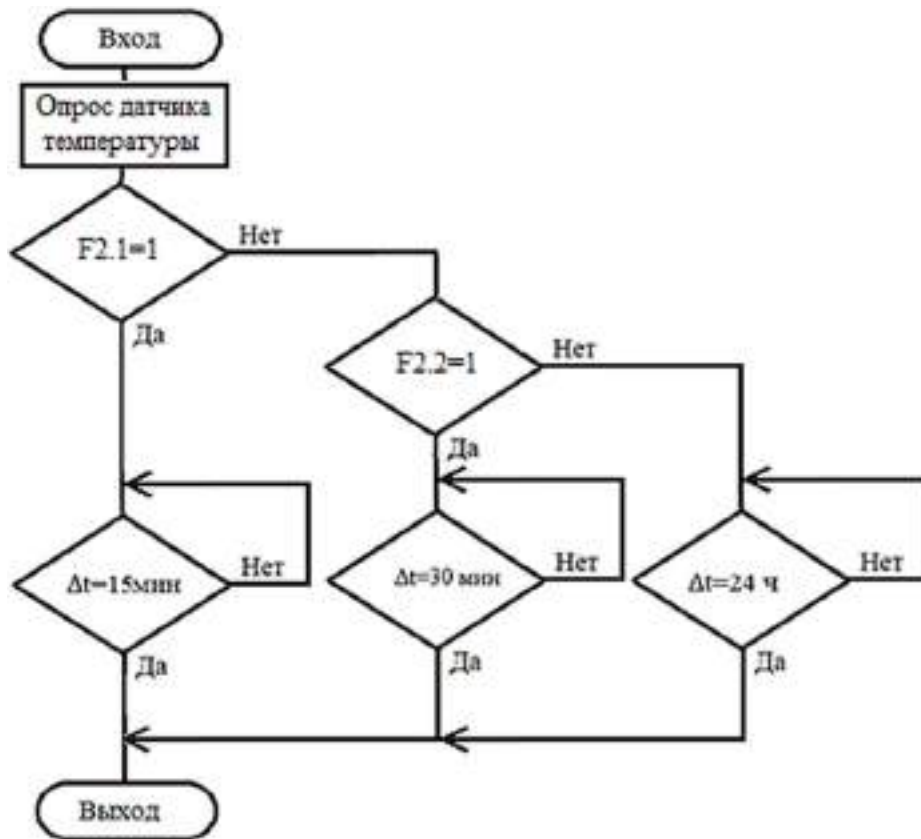 Вход
Опрос датчика
температуры
F2.1=1
Нет
Да
F2.2=1
Нет
Да
Δt=15мин
Нет
Δt=30 мин
Нет
Δt=24 ч
Нет
Да
Да
Да
Выход